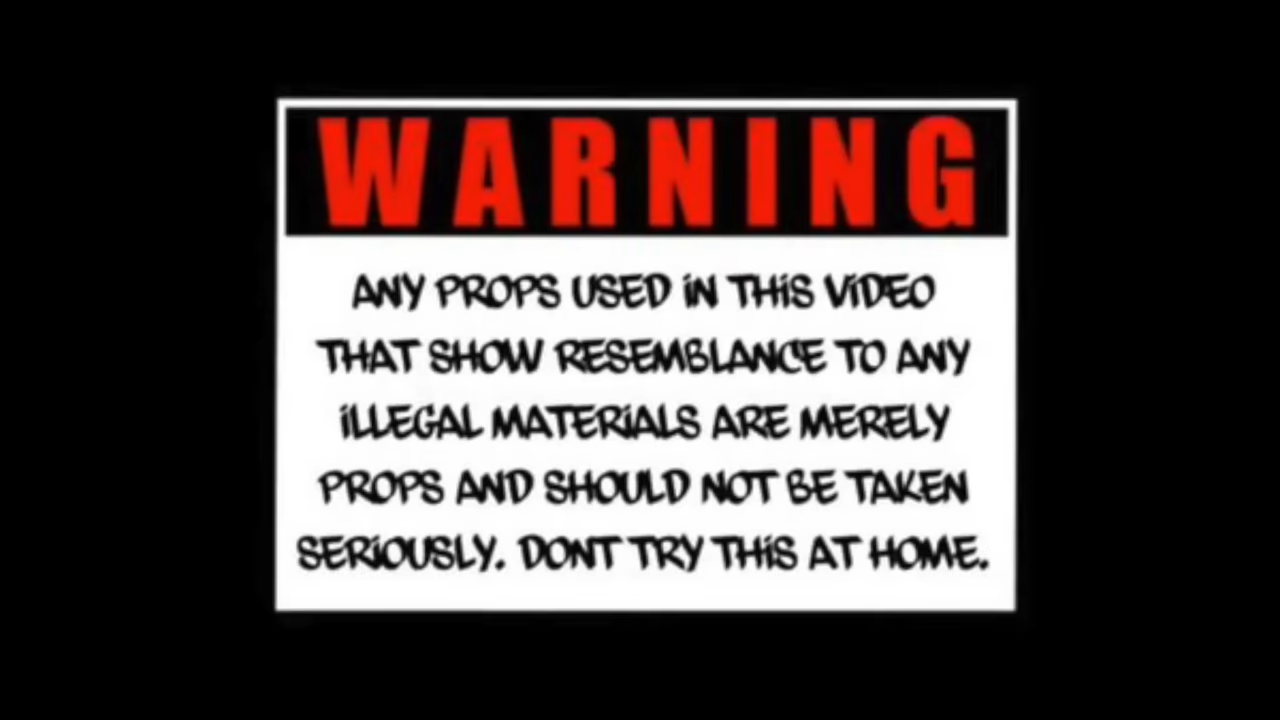 WARNING
ANY PROPS USED IN THIS VIDEO
THAT SHOW RESEMBLANCE TO ANY
ILLEGAL MATERIALS ARE MERELY
PROPS AND SHOULD NOT BE TAKEN
SERIOUSLY. DONT TRY THIS AT HOME.